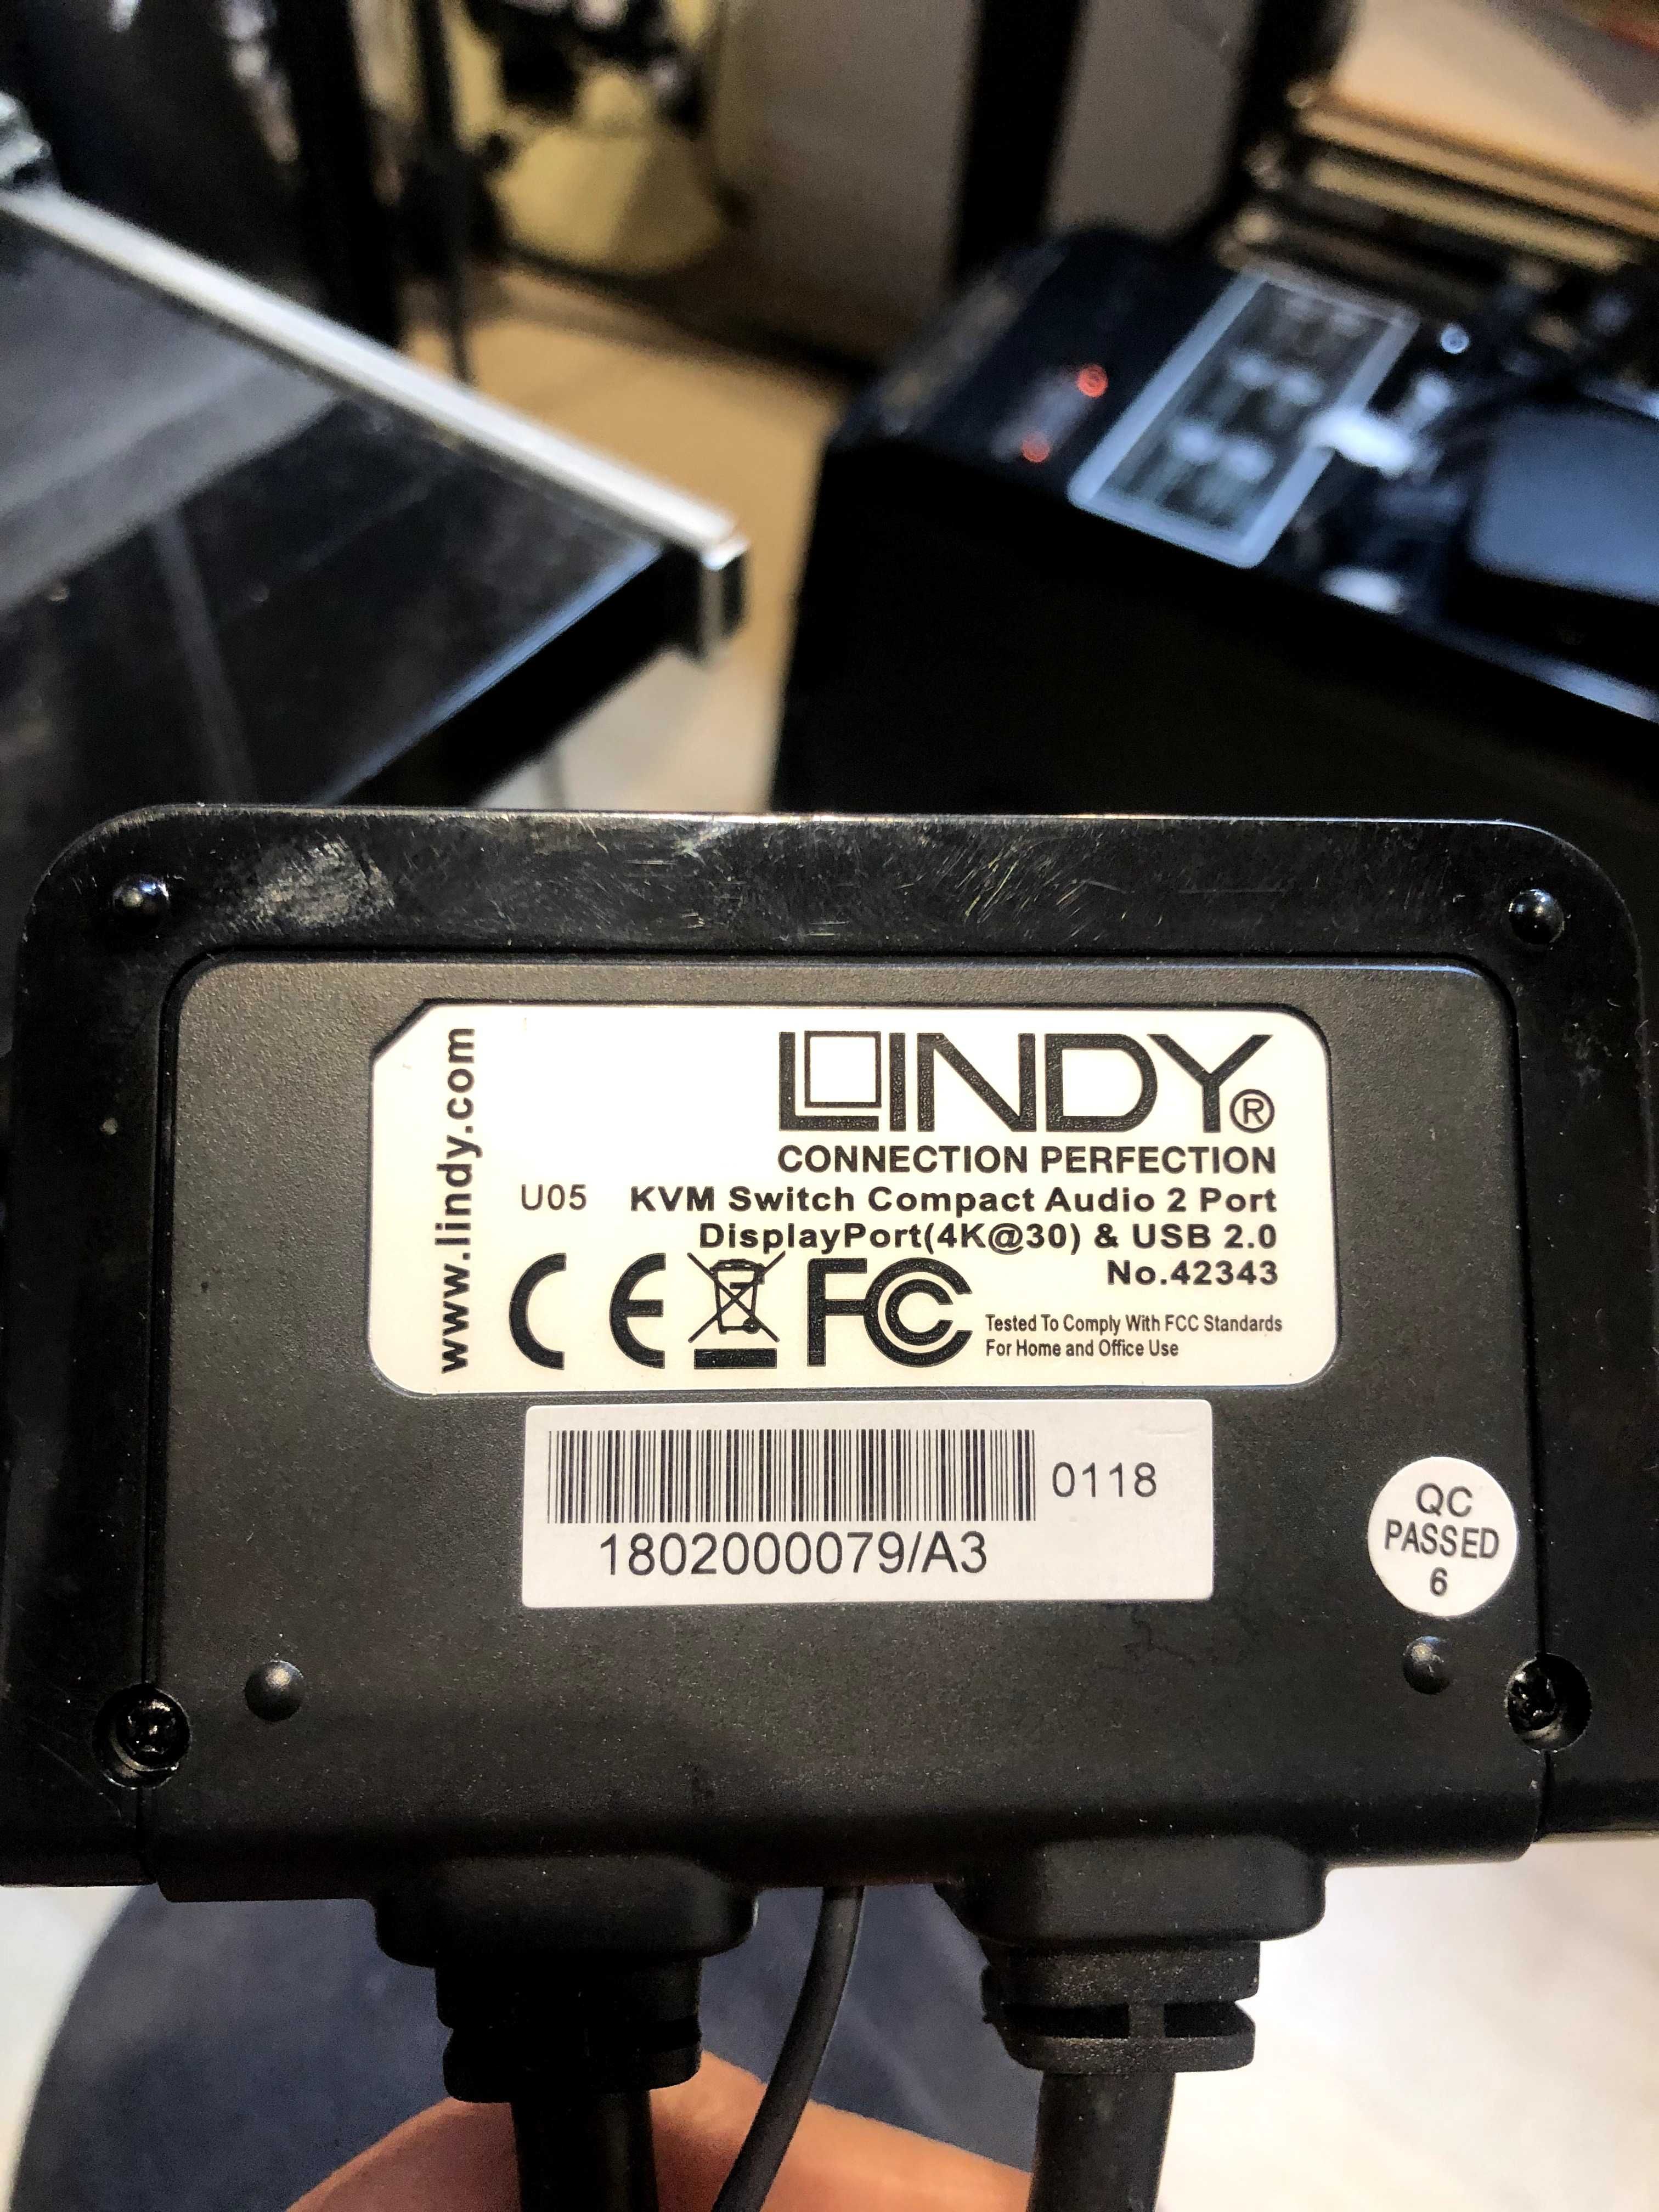 www.lindy.com
LINDY®
CONNECTION PERFECTION
U05 KVM Switch Compact Audio 2 Port
DisplayPort(4K@30) & USB 2.0
No.42343
CE FC
Tested To Comply With FCC Standards
For Home and Office Use
0118
1802000079/A3
QC
PASSED
6